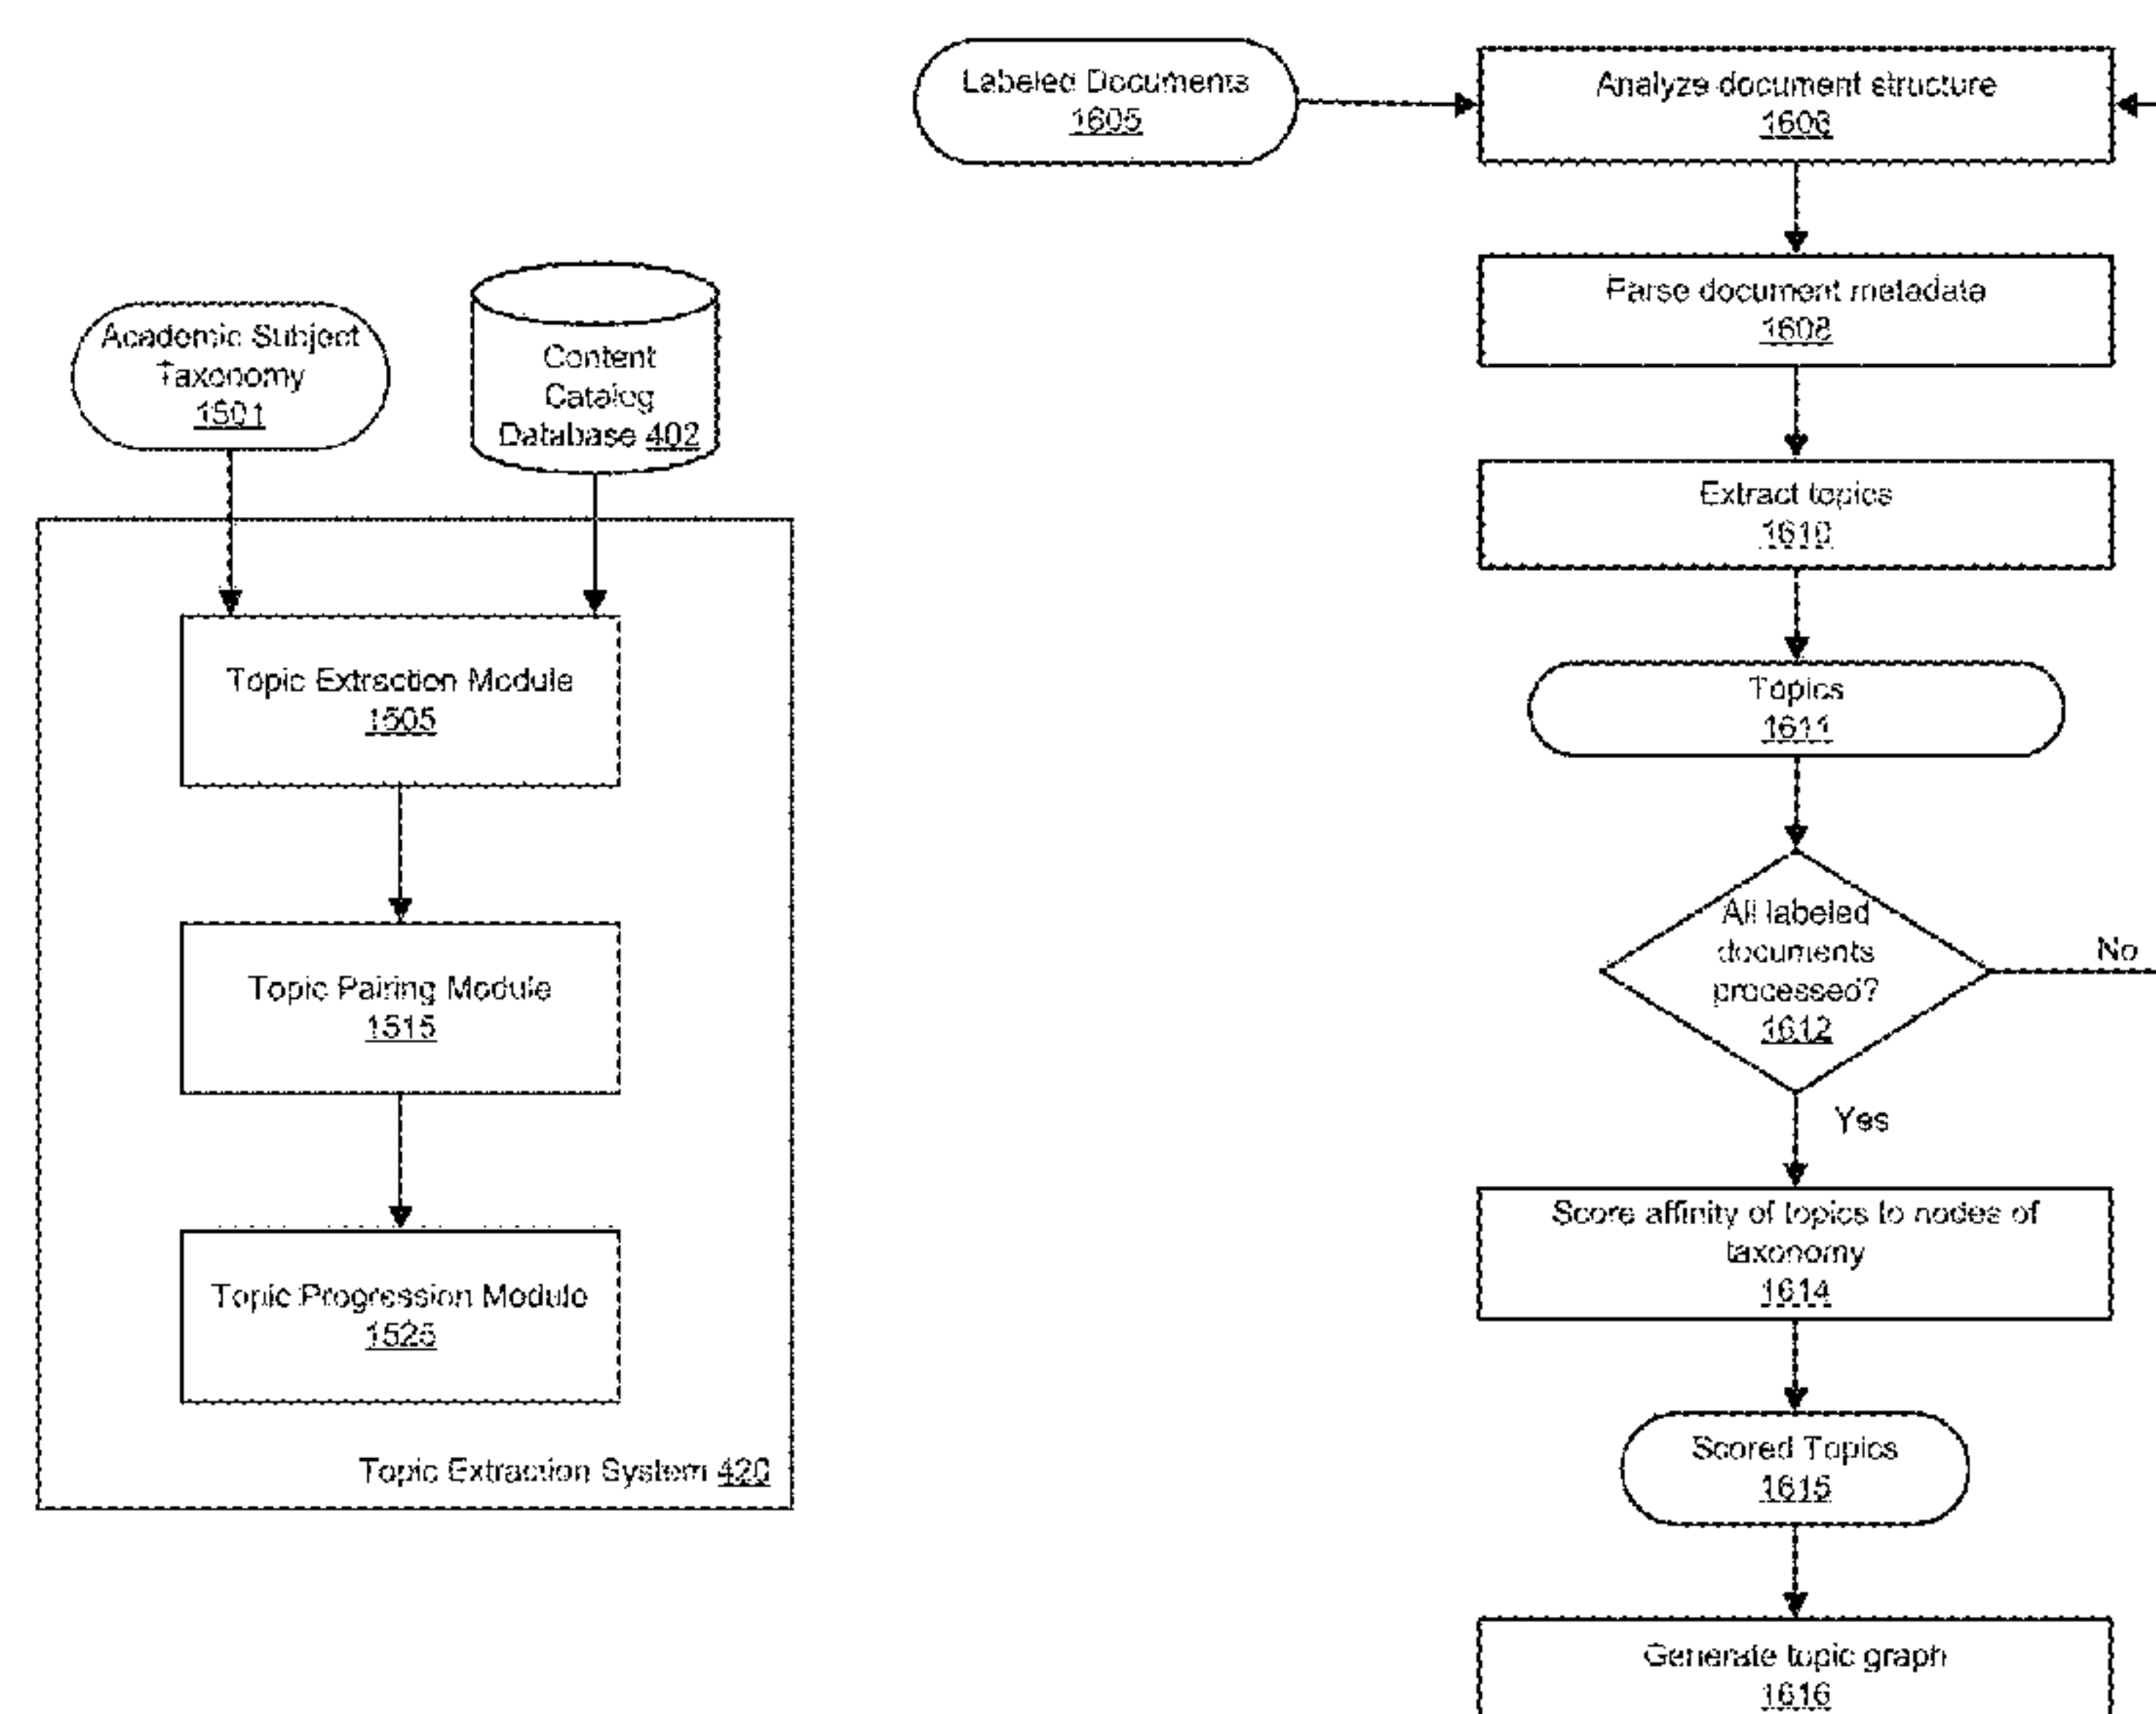 Academic Subject
Taxonomy
1501
Content
Catalog
Database 402
Topic Extraction Module
1505
Topic Pairing Module
1515
Topic Progression Module
1525
Topic Extraction System 420
Labeled Documents
1605
Analyze document structure
1606
Parse document metadata
1608
Extract topics
1610
Topics
1611
All labeled
documents
processed?
1612
No
Yes
Score affinity of topics to nodes of
taxonomy
1614
Scored Topics
1615
Generate topic graph
1616